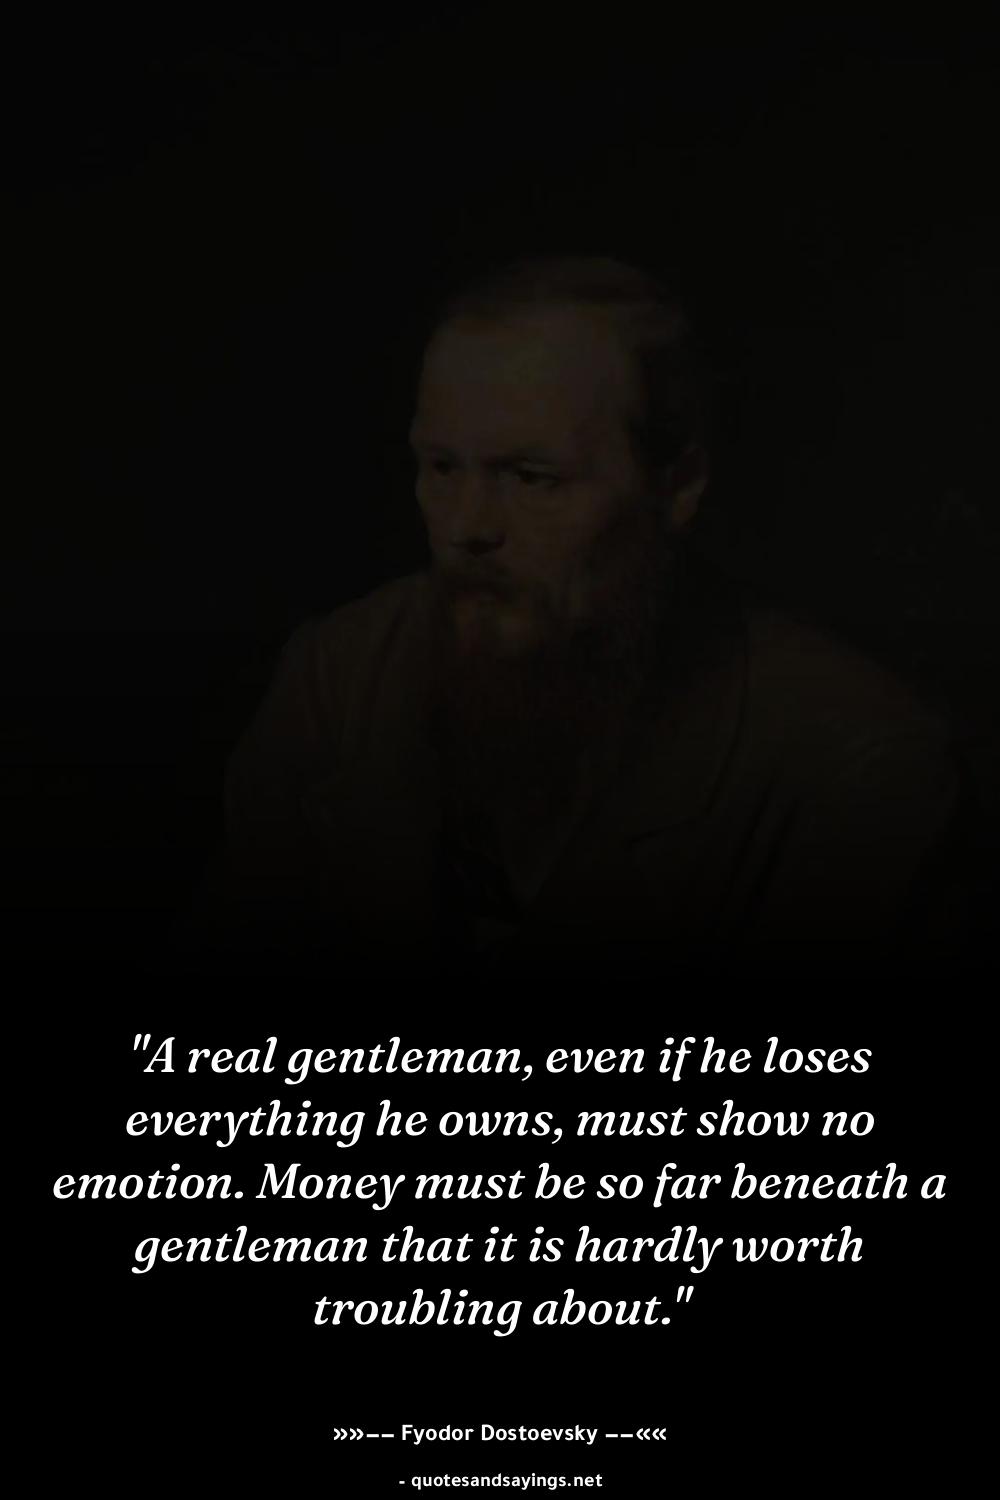 "A real gentleman, even if he loses
everything he owns, must show no
emotion. Money must be so far beneath a
gentleman that it is hardly worth
troubling about."
»»−− Fyodor Dostoevsky −−««
- quotesandsayings.net